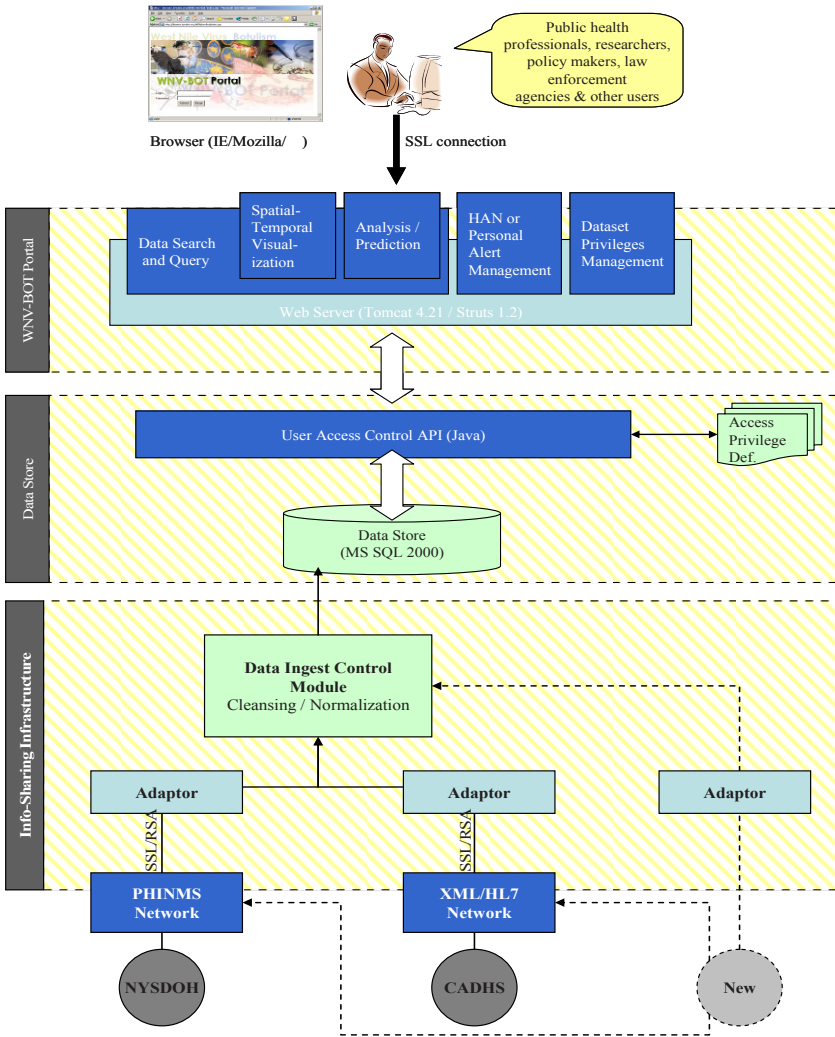 West Nile Virus Botulism
WNV-BOT Portal
Public health
professionals, researchers,
policy makers, law
enforcement
agencies & other users
Browser (IE/Mozilla/ )
SSL connection
WNV-BOT Portal
Data Search
and Query
Spatial-
Temporal
Visual-
ization
Analysis /
Prediction
HAN or
Personal
Alert
Management
Dataset
Privileges
Management
Web Server (Tomcat 4.21 / Struts 1.2)
Data Store
User Access Control API (Java)
Access
Privilege
Def.
Data Store
(MS SQL 2000)
Info-Sharing Infrastructure
Data Ingest Control
Module
Cleansing / Normalization
Adaptor
Adaptor
Adaptor
SSL/RSA
SSL/RSA
PHINMS
Network
XML/HL7
Network
NYSDOH
CADHS
New